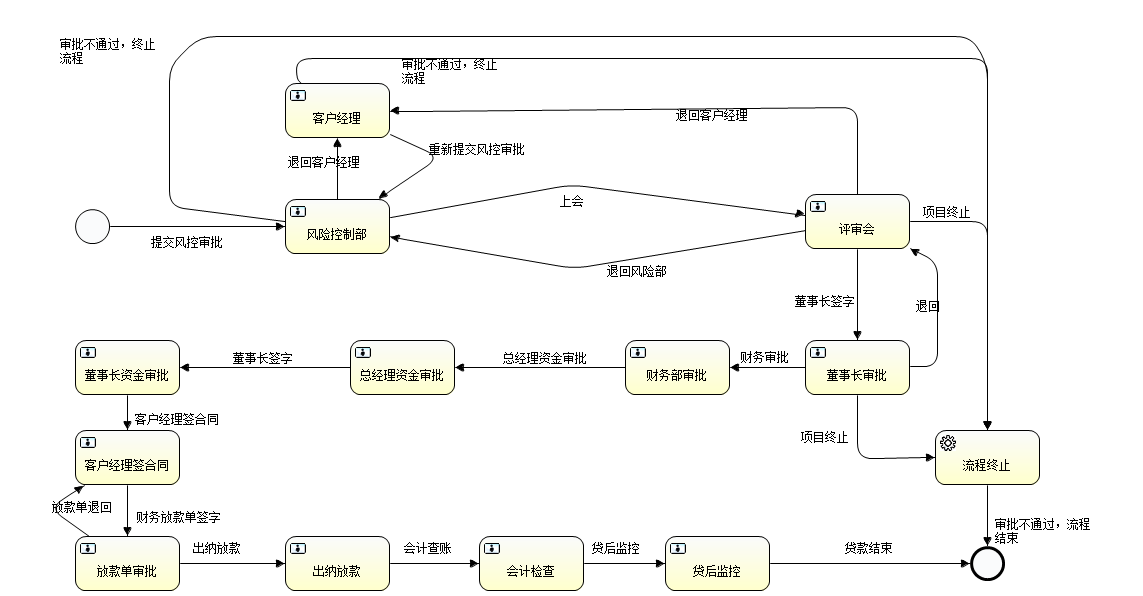 审批不通过，终止
流程
审批不通过，终止
流程
客户经理
退回客户经理
重新提交风控审批
退回客户经理
上会
项目终止
提交风控审批
风险控制部
评审会
退回风险部
董事长签字
退回
董事长签字
总经理资金审批
财务审批
董事长资金审批
总经理资金审批
财务部审批
董事长审批
客户经理签合同
项目终止
客户经理签合同
流程终止
放款单退回
财务放款单签字
审批不通过，流程
结束
出纳放款
会计查账
贷后监控
贷款结束
放款单审批
出纳放款
会计检查
贷后监控